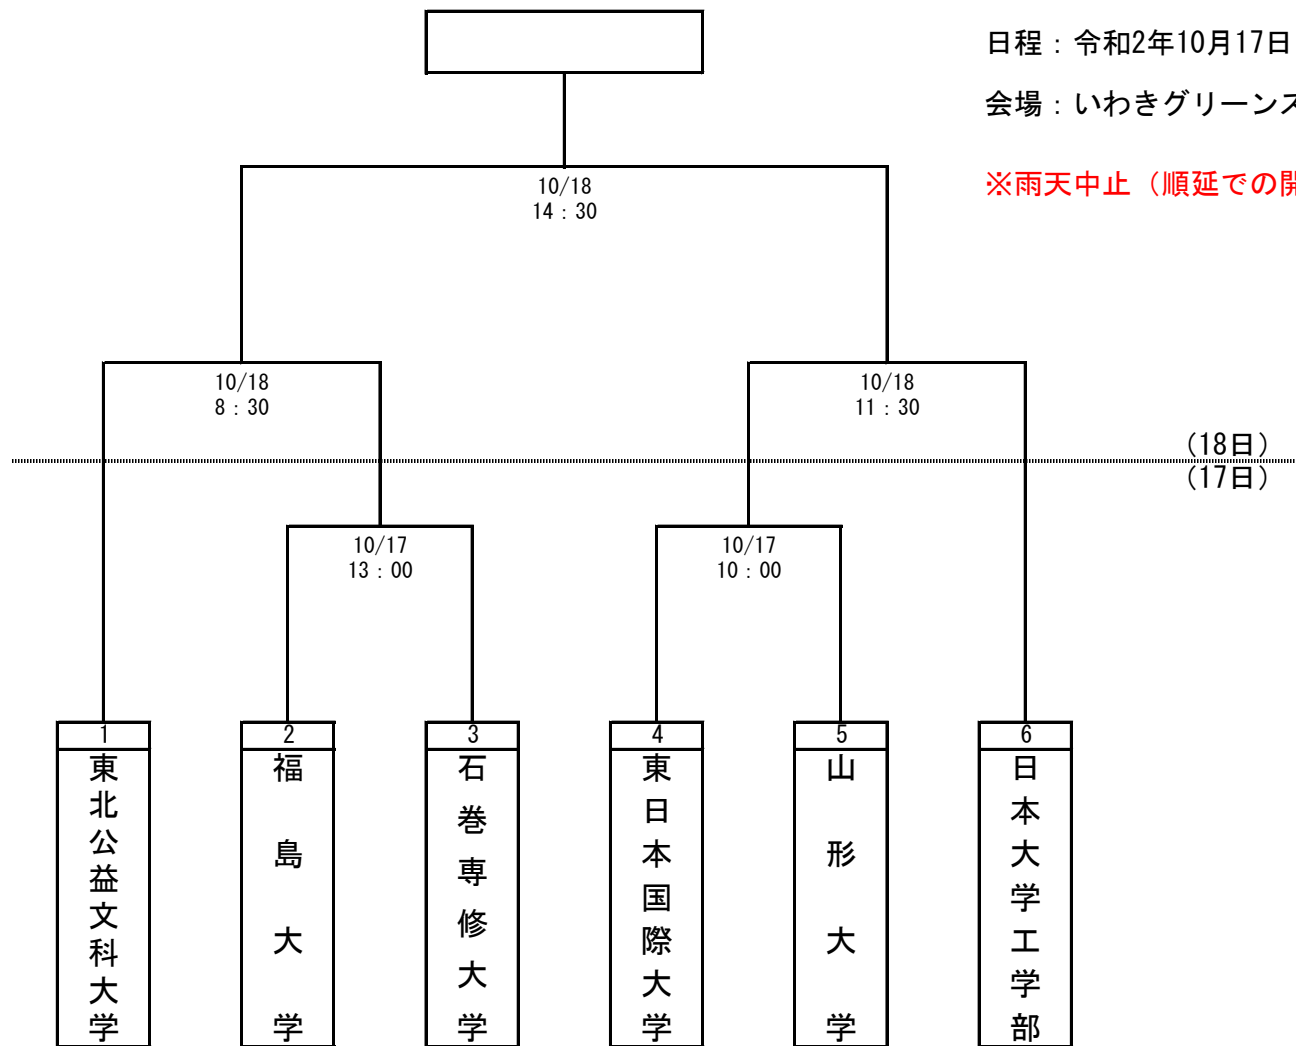 日程：令和2年10月17日
会場：いわきグリーンス
※雨天中止（順延での開
10/18
14：30
10/18
8：30
10/18
11：30
(18日)
(17日)
10/17
13：00
10/17
10：00
1
2
3
4
5
6
東北公益文科大学
福島大学
石巻専修大学
東日本国際大学
山形大学
日本大学工学部